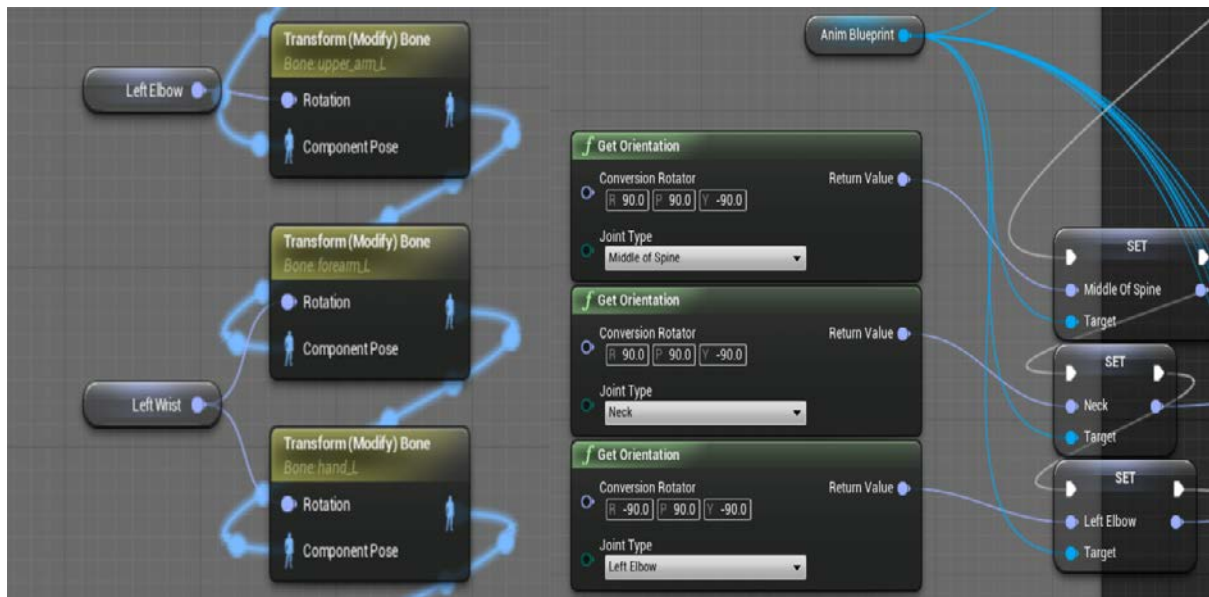 Transform (Modify) Bone
Bone: upper_arm_L
Left Elbow
Rotation
Component Pose
Transform (Modify) Bone
Bone: forearm_L
Rotation
Component Pose
Left Wrist
Transform (Modify) Bone
Bone: hand_L
Rotation
Component Pose
Anim Blueprint
f Get Orientation
Conversion Rotator Return Value
R 90.0 P 90.0 Y -90.0
Joint Type
Middle of Spine
f Get Orientation
Conversion Rotator Return Value
R 90.0 P 90.0 Y -90.0
Joint Type
Neck
f Get Orientation
Conversion Rotator Return Value
R -90.0 P 90.0 Y -90.0
Joint Type
Left Elbow
SET
Middle Of Spine
Target
SET
Neck
Target
SET
Left Elbow
Target